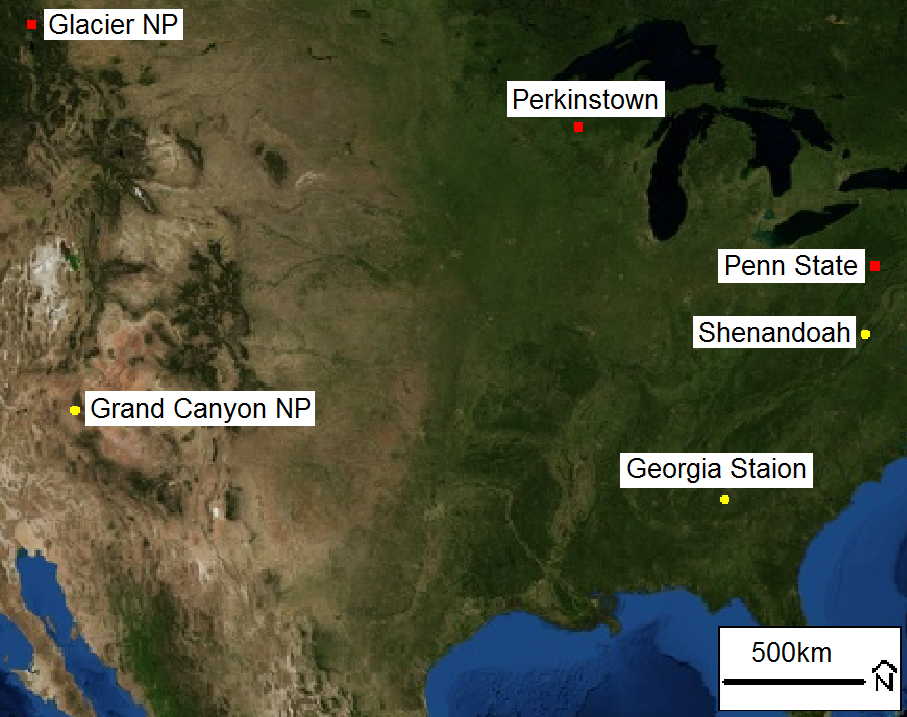 Glacier NP
Perkinstown
Penn State
Shenandoah
Grand Canyon NP
Georgia Staion
500km
N